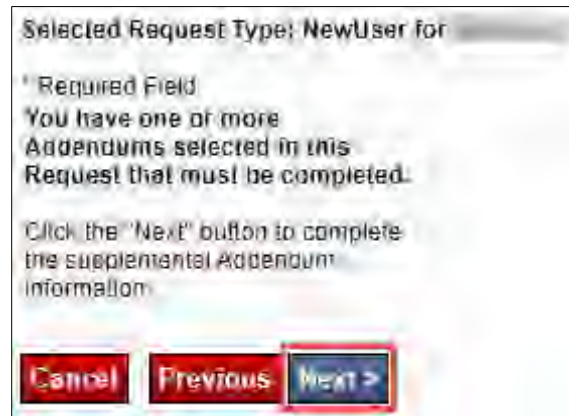 Selected Request Type: NewUser for
* Required Field
You have one or more
Addendums selected in this
Request that must be completed.
Click the "Next" button to complete
the supplemental Addendum
information.
Cancel Previous Next >